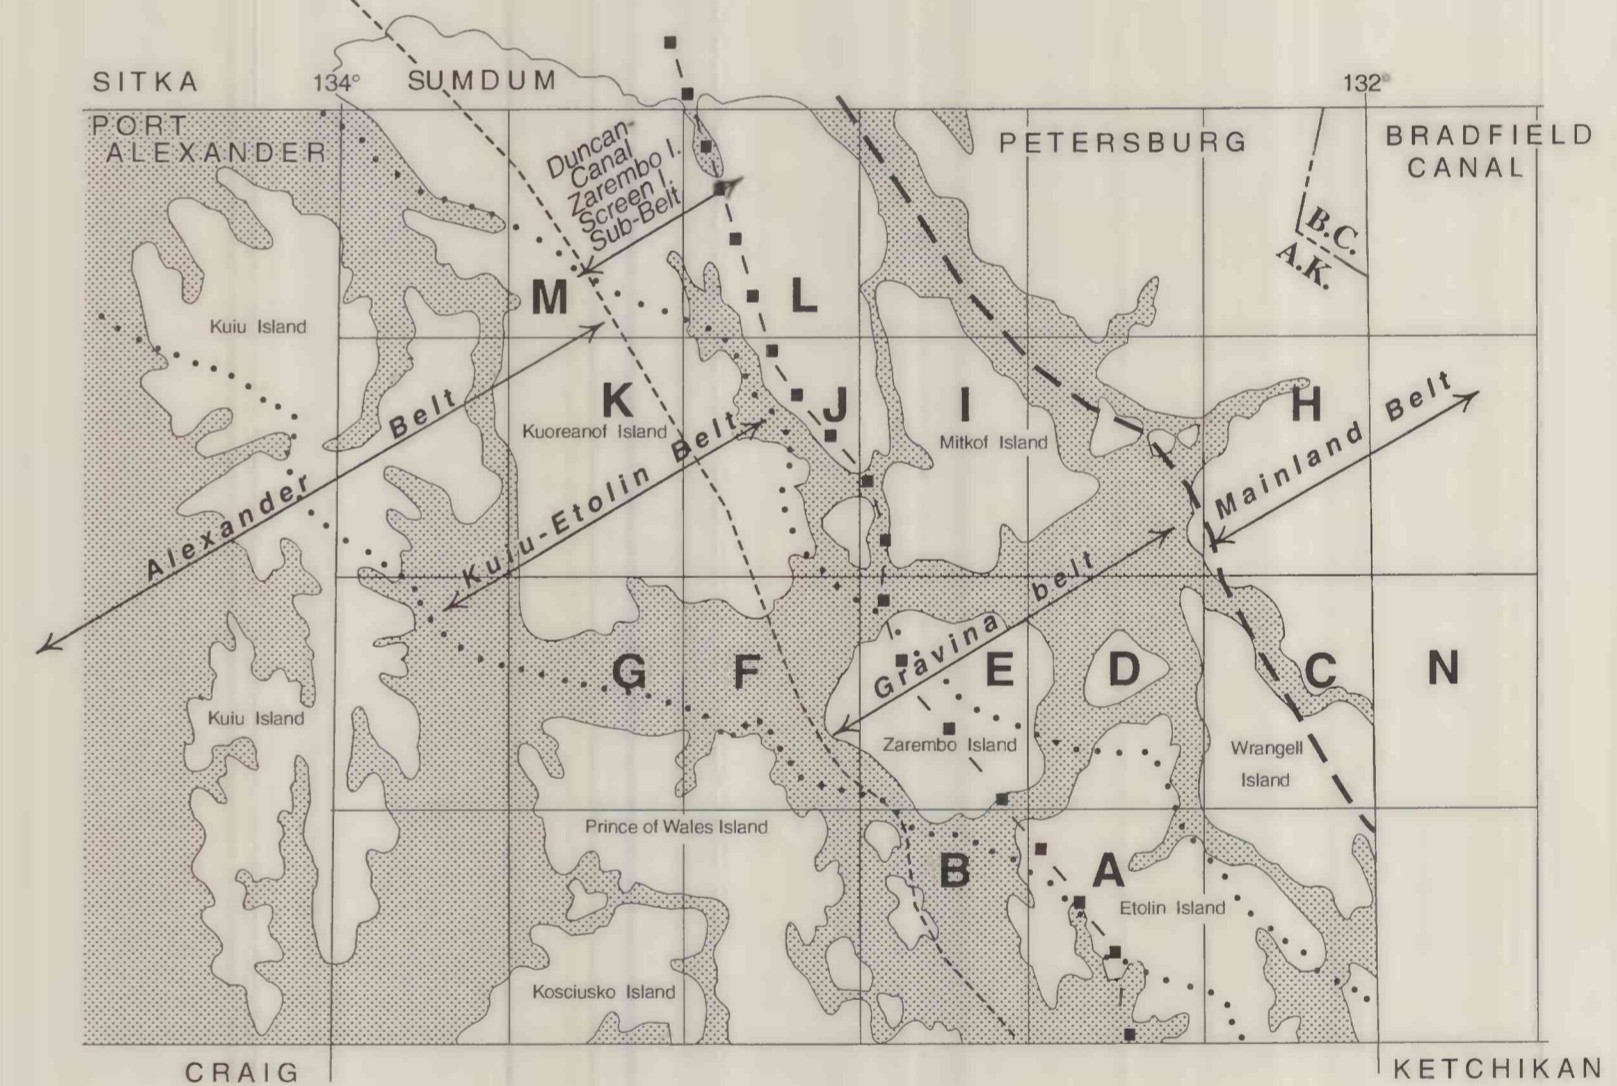 SITKA
134°
SUMDUM
132°
PORT
ALEXANDER
PETERSBURG
BRADFIELD
CANAL
Duncan-
Canal
Zarembo I.
Screen I.
Sub-Belt
B.C.
A.K.
M
L
Kuiu Island
K
J
I
H
Kuoreanof Island
Mitkof Island
Alexander Belt
Kuiu-Etolin Belt
Mainland Belt
Gravina belt
G
F
E
D
C
N
Kuiu Island
Zarembo Island
Wrangell
Island
Prince of Wales Island
B
A
Etolin Island
Kosciusko Island
CRAIG
KETCHIKAN